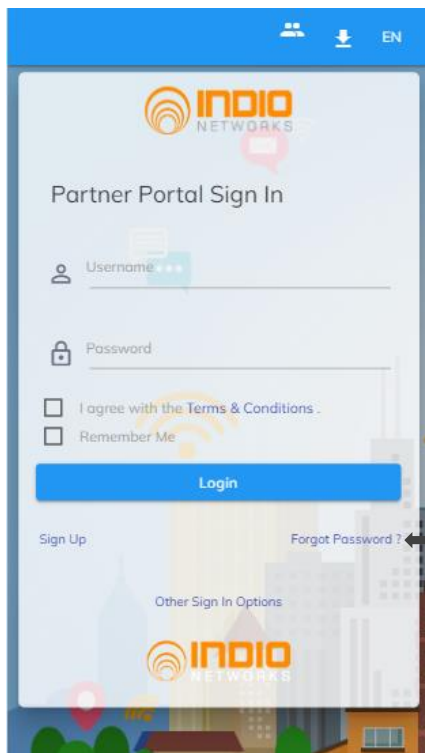 EN
INDIO
NETWORKS
Partner Portal Sign In
Username
Password
I agree with the Terms & Conditions .
Remember Me
Login
Sign Up Forgot Password ?
Other Sign In Options
INDIO
NETWORKS